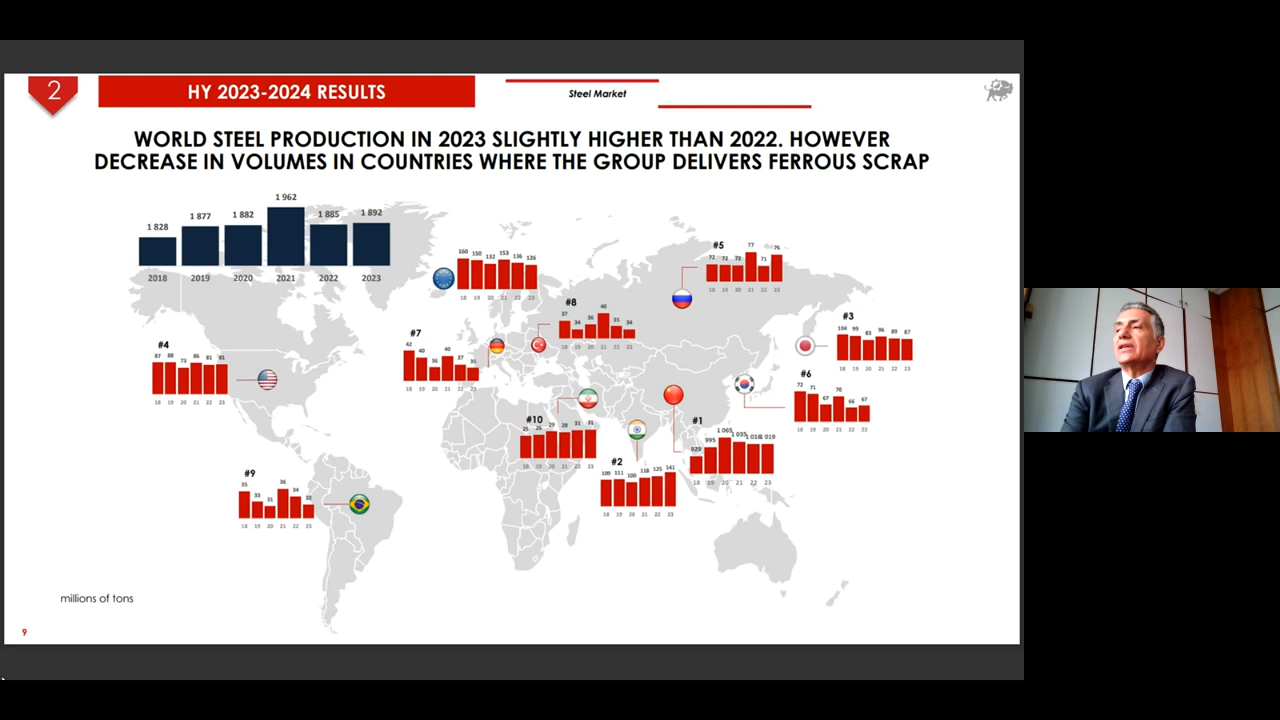 2
HY 2023-2024 RESULTS
Steel Market
WORLD STEEL PRODUCTION IN 2023 SLIGHTLY HIGHER THAN 2022. HOWEVER
DECREASE IN VOLUMES IN COUNTRIES WHERE THE GROUP DELIVERS FERROUS SCRAP
1 828 1 877 1 882 1 962 1 885 1 892
2018 2019 2020 2021 2022 2023
160 150 132 153 136 126
18 19 20 21 22 23
#5
72 72 72 77 71 76
18 19 20 21 22 23
#8
37 34 36 40 35 34
18 19 20 21 22 23
#3
104 99 83 96 89 87
18 19 20 21 22 23
#7
42 40 36 40 37 35
18 19 20 21 22 23
#4
87 88 73 86 81 81
18 19 20 21 22 23
#6
72 71 67 70 66 67
18 19 20 21 22 23
#10
25 26 29 28 31 31
18 19 20 21 22 23
#1
929 995 1 065 1 035 1 018 1 019
18 19 20 21 22 23
#2
109 111 100 118 125 141
18 19 20 21 22 23
#9
35 33 31 36 34 32
18 19 20 21 22 23
millions of tons
9